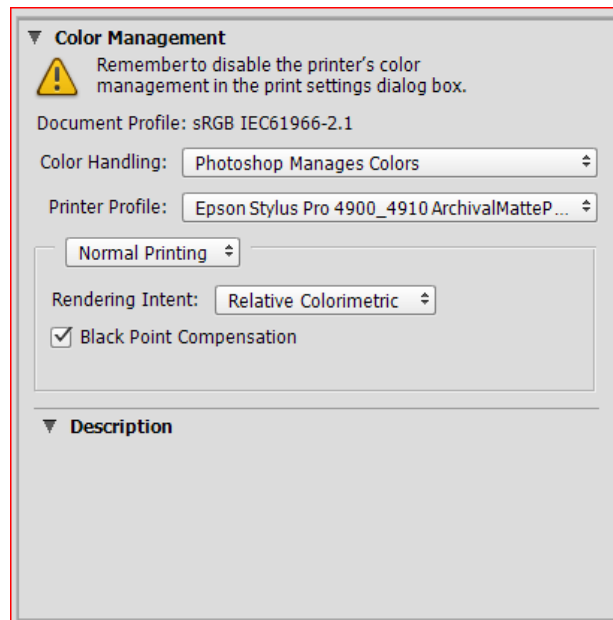 Color Management
Remember to disable the printer's color
management in the print settings dialog box.
Document Profile: sRGB IEC61966-2.1
Color Handling: Photoshop Manages Colors
Printer Profile: Epson Stylus Pro 4900_4910 ArchivalMatteP...
Normal Printing
Rendering Intent: Relative Colorimetric
Black Point Compensation
Description